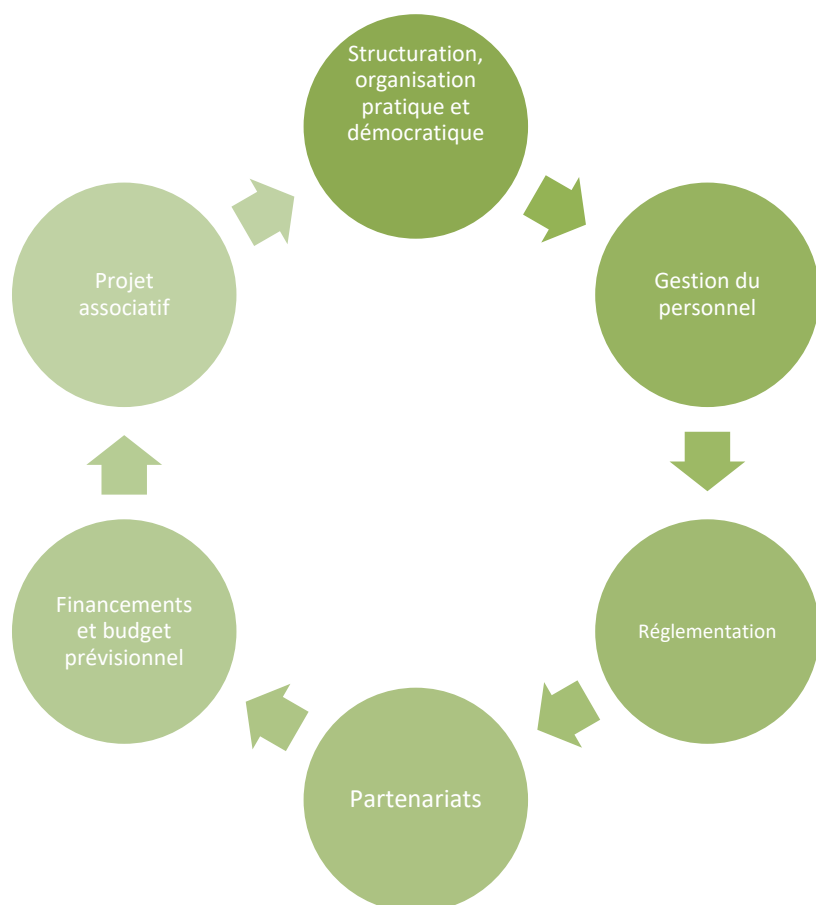 Structuration,
organisation
pratique et
démocratique
Gestion du
personnel
Réglementation
Partenariats
Financements
et budget
prévisionnel
Projet
associatif